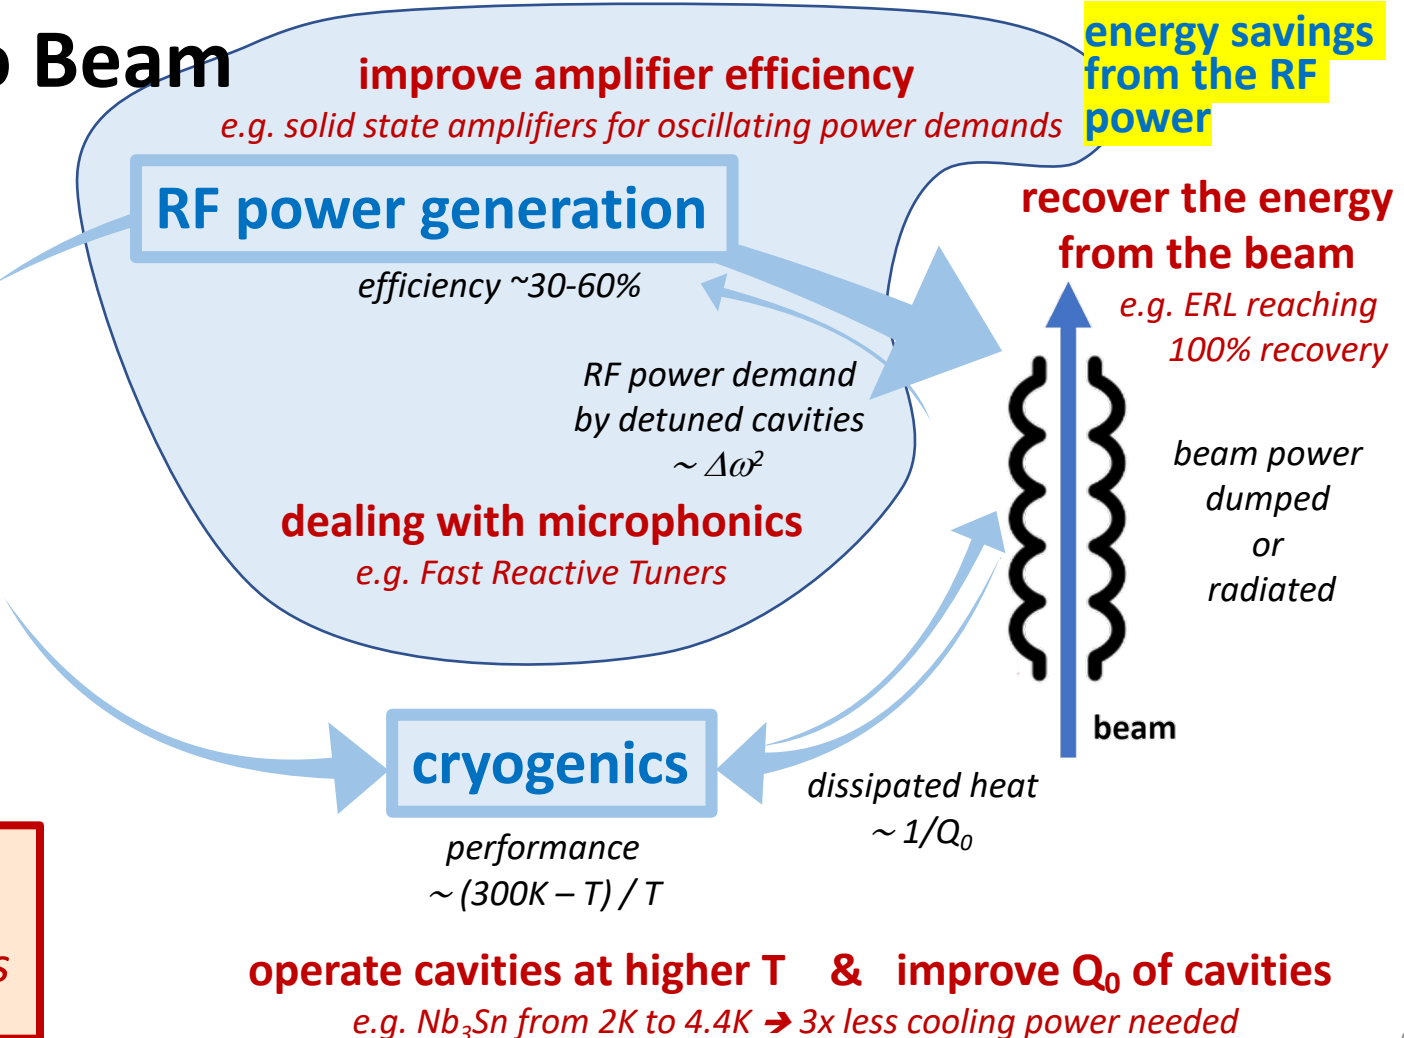 o Beam
energy savings
from the RF
power
improve amplifier efficiency
e.g. solid state amplifiers for oscillating power demands
RF power generation
efficiency ~30-60%
recover the energy
from the beam
e.g. ERL reaching
100% recovery
RF power demand
by detuned cavities
~ Δω²
beam power
dumped
or
radiated
dealing with microphonics
e.g. Fast Reactive Tuners
beam
cryogenics
dissipated heat
~ 1/Q₀
performance
~ (300K – T) / T
s
operate cavities at higher T & improve Q₀ of cavities
e.g. Nb₃Sn from 2K to 4.4K ➔ 3x less cooling power needed